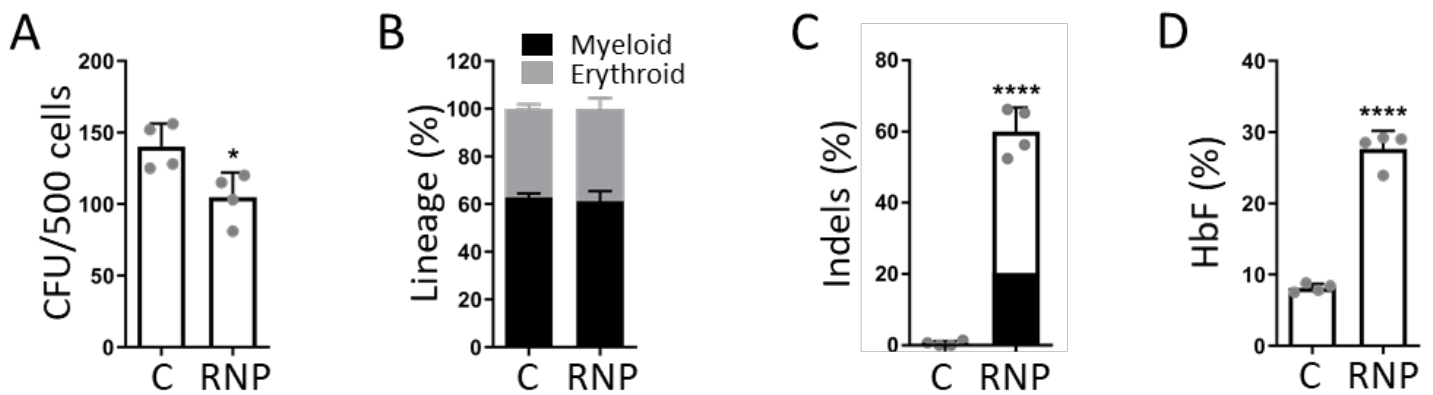 A
CFU/500 cells
200
150
100
50
0
*
C RNP
B
Myeloid
Erythroid
Lineage (%)
120
100
80
60
40
20
0
C RNP
C
Indels (%)
80
60
40
20
0
****
C RNP
D
HbF (%)
40
30
20
10
0
****
C RNP